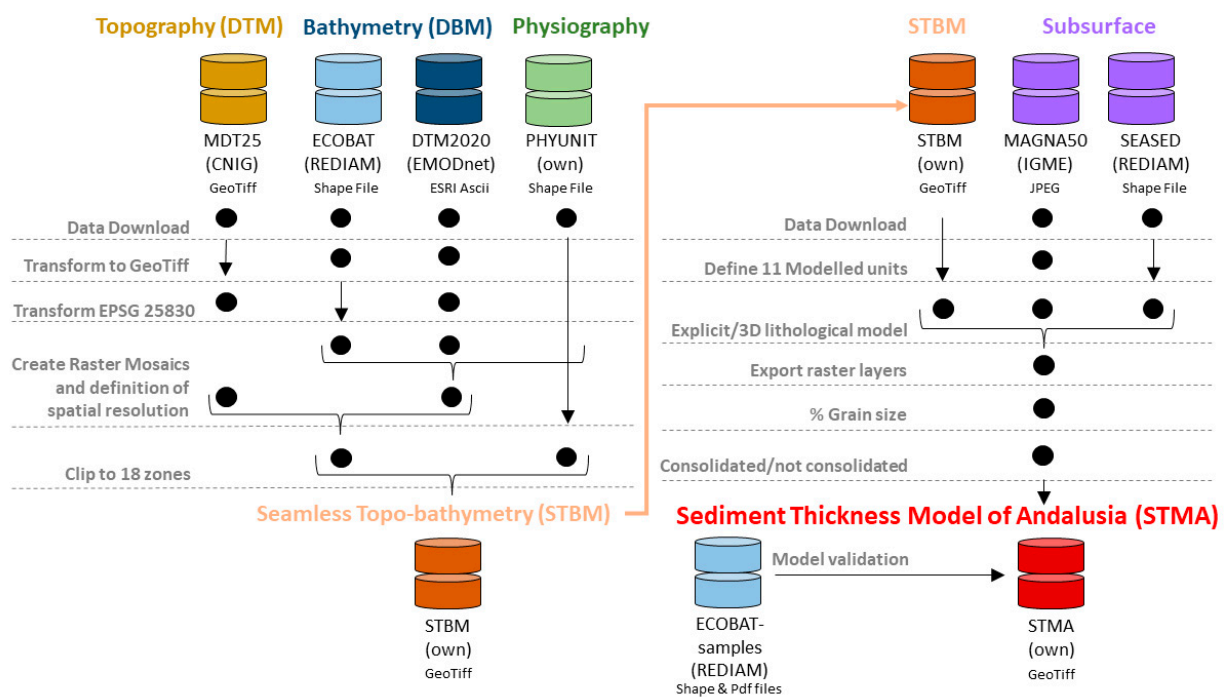 Topography (DTM)
Bathymetry (DBM)
Physiography
MDT25
(CNIG)
GeoTiff
ECOBAT
(REDIAM)
Shape File
DTM2020
(EMODnet)
ESRI Ascii
PHYUNIT
(own)
Shape File
Data Download
Transform to GeoTiff
Transform EPSG 25830
Create Raster Mosaics
and definition of
spatial resolution
Clip to 18 zones
Seamless Topo-bathymetry (STBM)
STBM
(own)
GeoTiff
STBM
Subsurface
STBM
(own)
GeoTiff
MAGNA50
(IGME)
JPEG
SEASED
(REDIAM)
Shape File
Data Download
Define 11 Modelled units
Explicit/3D lithological model
Export raster layers
% Grain size
Consolidated/not consolidated
Sediment Thickness Model of Andalusia (STMA)
Model validation
ECOBAT-
samples
(REDIAM)
Shape & Pdf files
STMA
(own)
GeoTiff